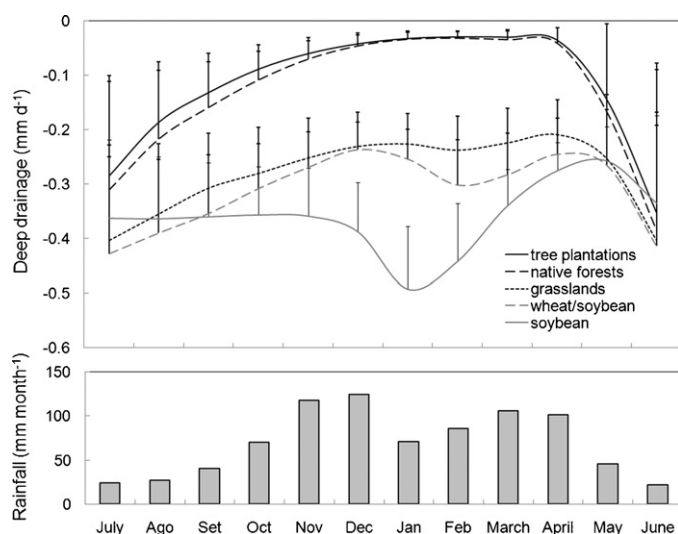 0
-0.1
-0.2
-0.3
-0.4
-0.5
-0.6
Deep drainage (mm d⁻¹)
tree plantations
native forests
grasslands
wheat/soybean
soybean
150
100
50
0
Rainfall (mm month⁻¹)
July Ago Set Oct Nov Dec Jan Feb March April May June